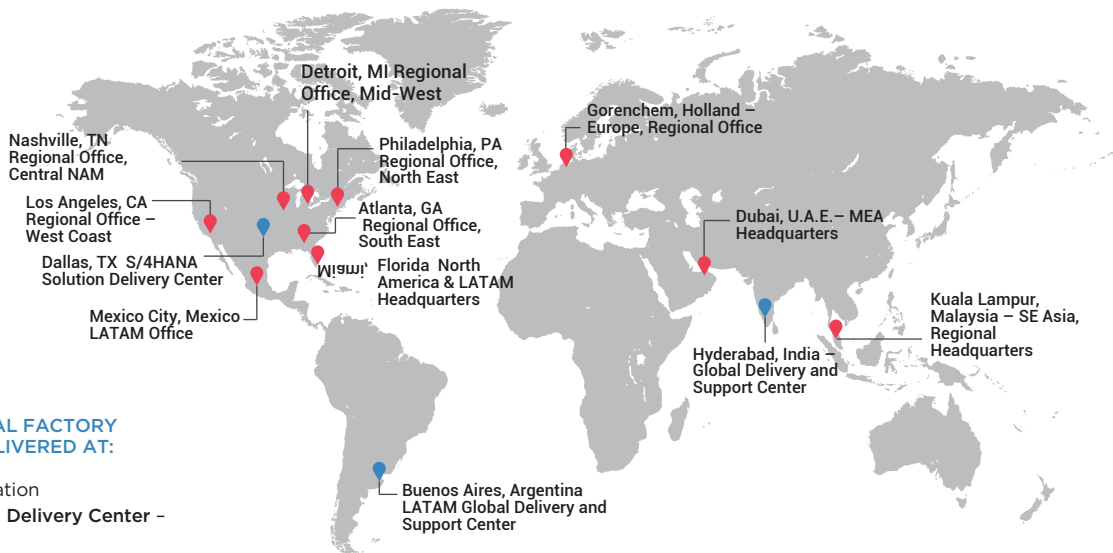 Detroit, MI Regional
Office, Mid-West
Gorenchem, Holland –
Europe, Regional Office
Nashville, TN
Regional Office,
Central NAM
Philadelphia, PA
Regional Office,
North East
Los Angeles, CA
Regional Office –
West Coast
Atlanta, GA
Regional Office,
South East
Dubai, U.A.E.– MEA
Headquarters
Dallas, TX S/4HANA
Solution Delivery Center
Miami, Florida North
America & LATAM
Headquarters
Mexico City, Mexico
LATAM Office
Kuala Lampur,
Malaysia – SE Asia,
Regional
Headquarters
Hyderabad, India –
Global Delivery and
Support Center
AL FACTORY
LIVERED AT:
ation
Delivery Center –
Buenos Aires, Argentina
LATAM Global Delivery and
Support Center